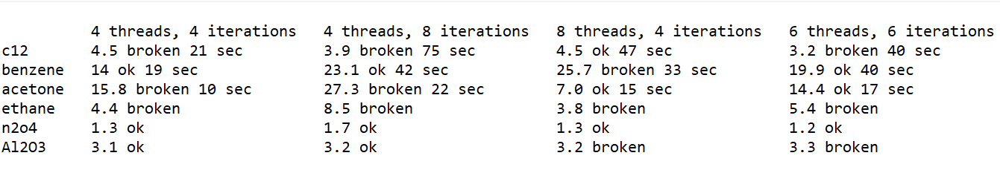 4 threads, 4 iterations 4 threads, 8 iterations 8 threads, 4 iterations 6 threads, 6 iterations
c12 4.5 broken 21 sec 3.9 broken 75 sec 4.5 ok 47 sec 3.2 broken 40 sec
benzene 14 ok 19 sec 23.1 ok 42 sec 25.7 broken 33 sec 19.9 ok 40 sec
acetone 15.8 broken 10 sec 27.3 broken 22 sec 7.0 ok 15 sec 14.4 ok 17 sec
ethane 4.4 broken 8.5 broken 3.8 broken 5.4 broken
n2o4 1.3 ok 1.7 ok 1.3 ok 1.2 ok
Al2O3 3.1 ok 3.2 ok 3.2 broken 3.3 broken